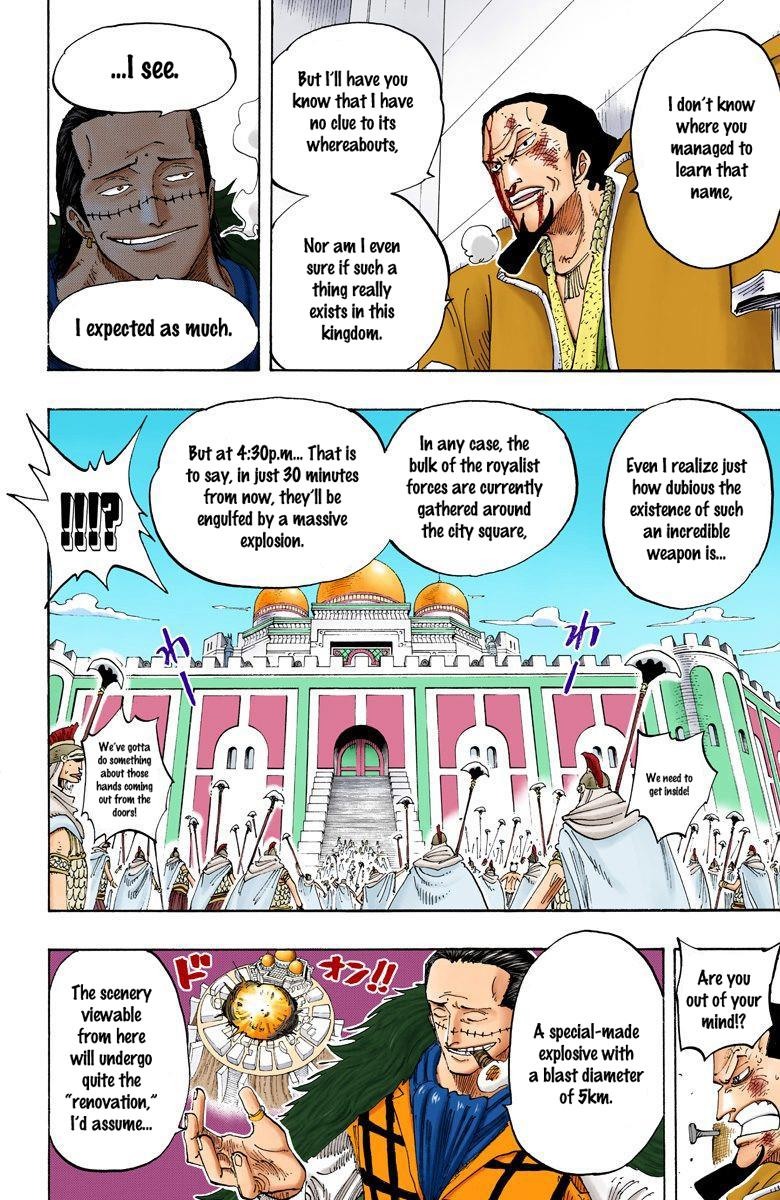 I don't know
where you
managed to
learn that
name,
But I'll have you
know that I have
no clue to its
whereabouts,
Nor am I even
sure if such a
thing really
exists in this
kingdom.
...I see.
I expected as much.
Even I realize just
how dubious the
existence of such
an incredible
weapon is...
In any case, the
bulk of the royalist
forces are currently
gathered around
the city square,
But at 4:30p.m... That is
to say, in just 30 minutes
from now, they'll be
engulfed by a massive
explosion.
!!!!?
わー
わー
We need to
get inside!
We've gotta
do something
about those
hands coming
out from the
doors!
Are you
out of your
mind!?
A special-made
explosive with
a blast diameter
of 5km.
ドオン!!
The scenery
viewable
from here
will undergo
quite the
“renovation,”
I'd assume...